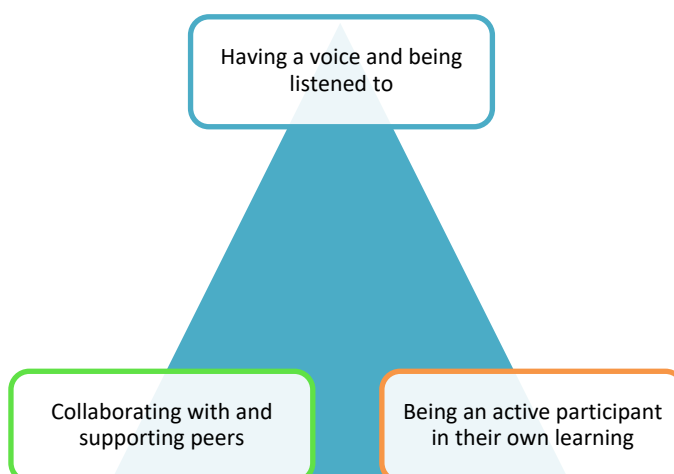 Having a voice and being
listened to
Collaborating with and
supporting peers
Being an active participant
in their own learning